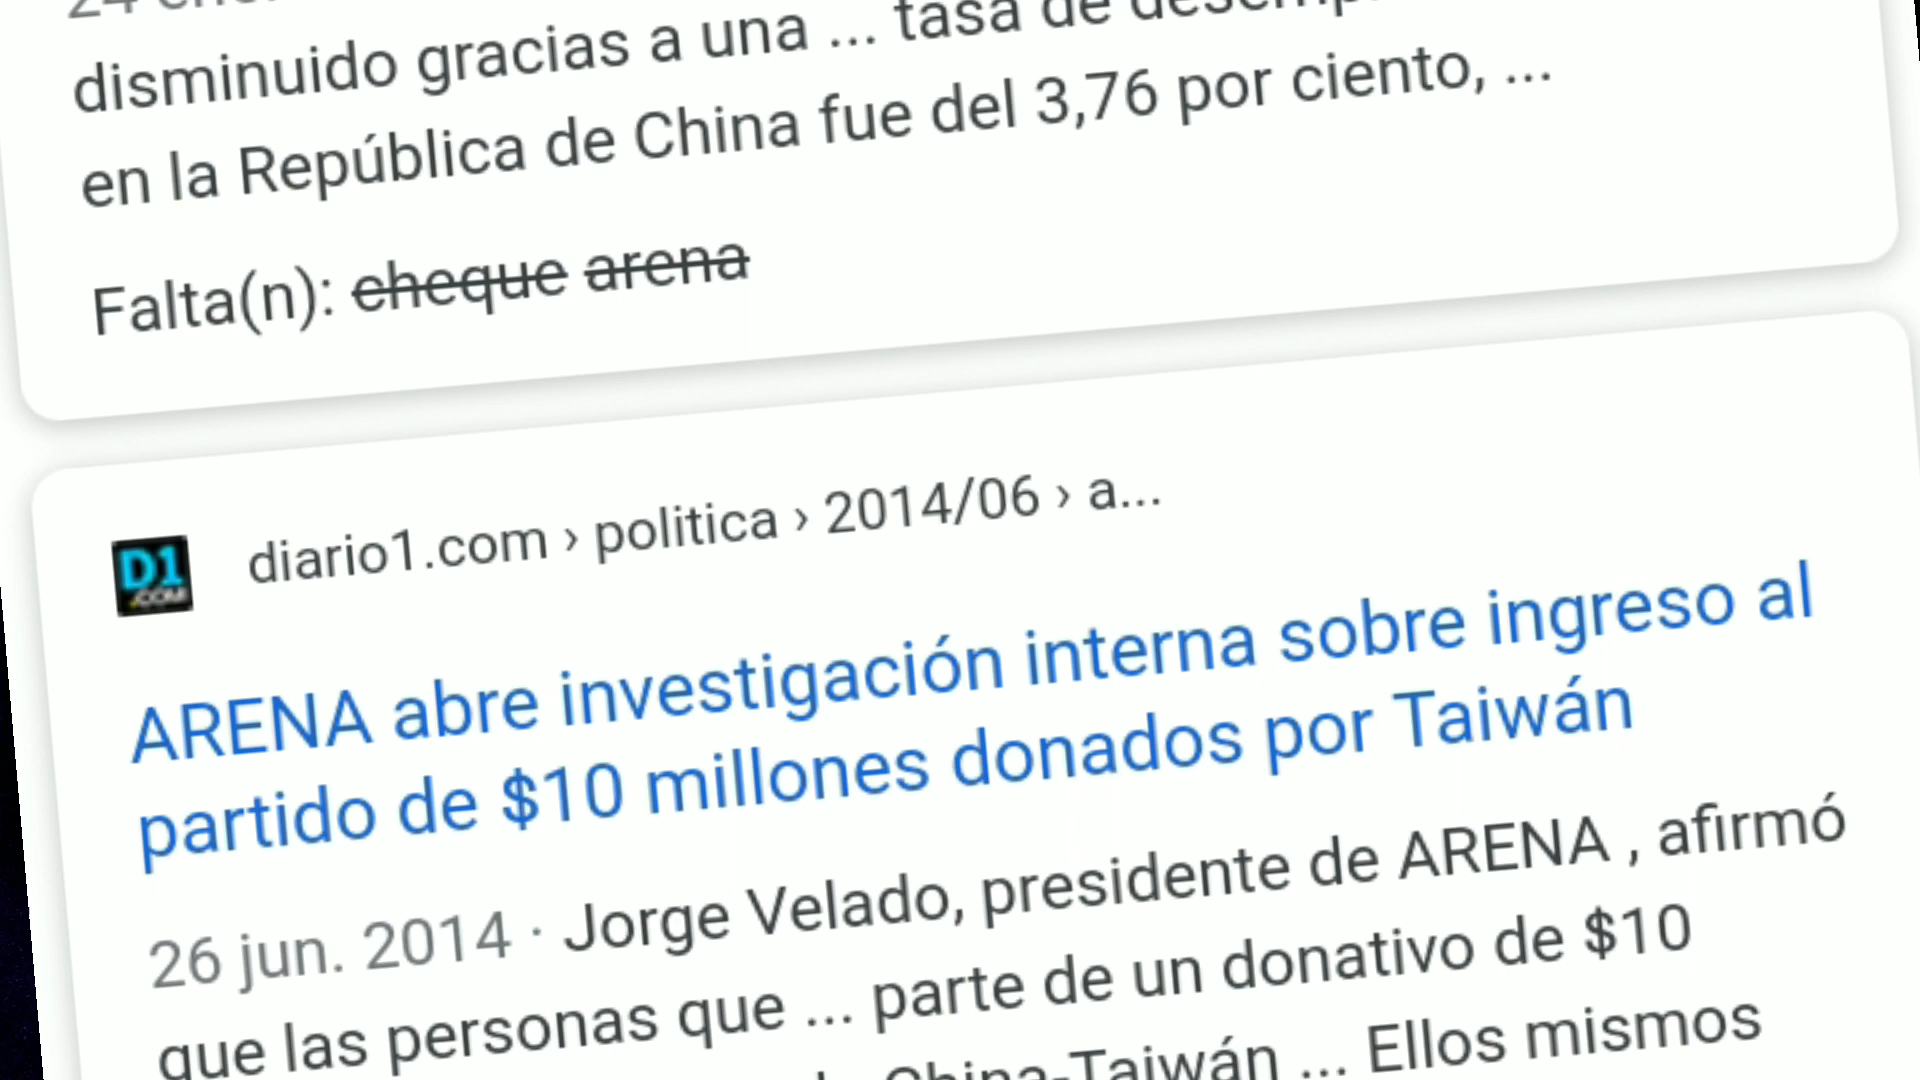 disminuido gracias a una ... tasa de
en la República de China fue del 3,76 por ciento, ...
Falta(n): cheque arena
D1
.COM
diario1.com › politica › 2014/06 › a...
ARENA abre investigación interna sobre ingreso al
partido de $10 millones donados por Taiwán
26 jun. 2014 · Jorge Velado, presidente de ARENA , afirmó
que las personas que ... parte de un donativo de $10
China-Taiwán ... Ellos mismos